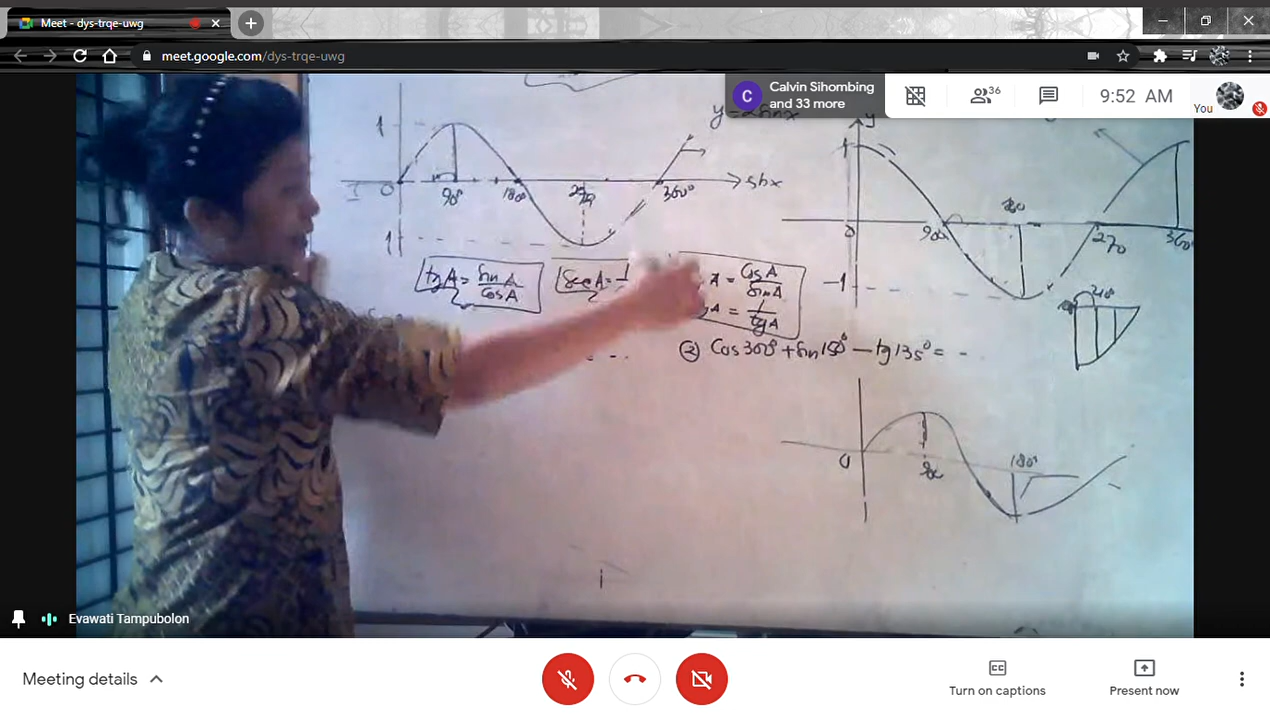 Meet - dys-trqe-uwg
meet.google.com/dys-trqe-uwg
Calvin Sihombing
and 33 more
C
36
9:52 AM
You
1
0
90°
180°
360°
1
tgA = sin A / cos A
sec A = 1
A = cos A / sin A
A = 1 / tg A
② Cos 300° + sin 150° – tg 135° = - 
y
1
0
90
270
360
–1
0
180°
Evawati Tampubolon
Meeting details
Turn on captions
Present now